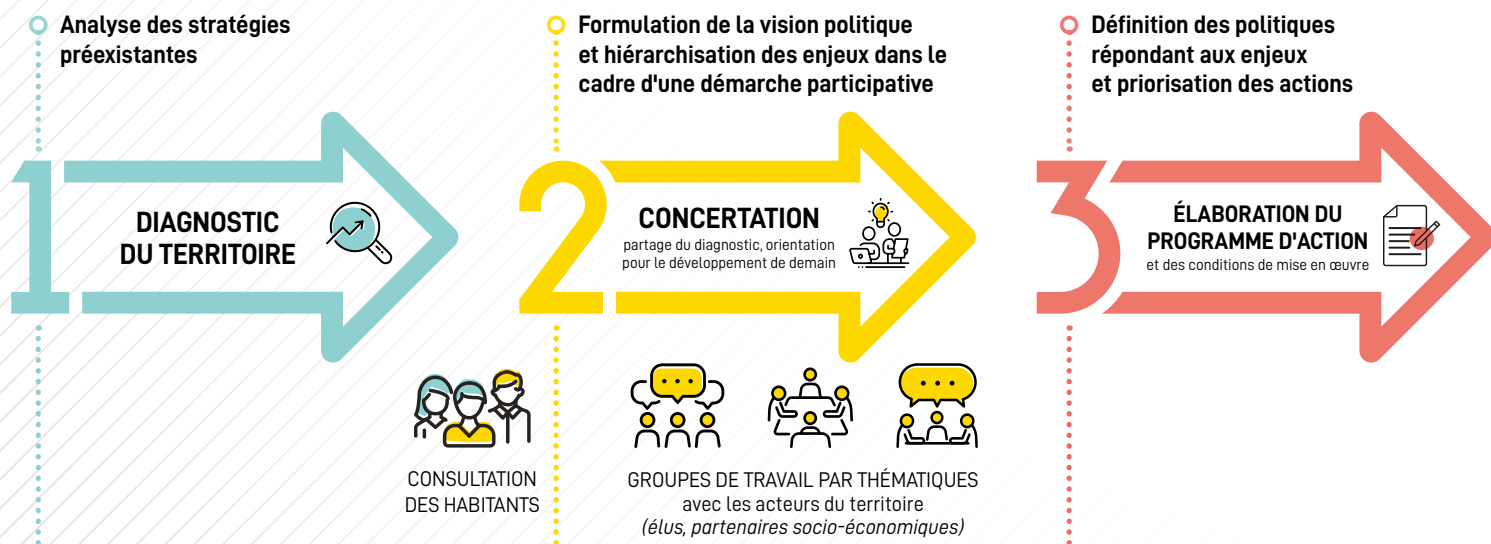 Analyse des stratégies
préexistantes
1
DIAGNOSTIC
DU TERRITOIRE
Formulation de la vision politique
et hiérarchisation des enjeux dans le
cadre d'une démarche participative
2
CONCERTATION
partage du diagnostic, orientation
pour le développement de demain
Définition des politiques
répondant aux enjeux
et priorisation des actions
3
ÉLABORATION DU
PROGRAMME D'ACTION
et des conditions de mise en œuvre
CONSULTATION
DES HABITANTS
GROUPES DE TRAVAIL PAR THÉMATIQUES
avec les acteurs du territoire
(élus, partenaires socio-économiques)